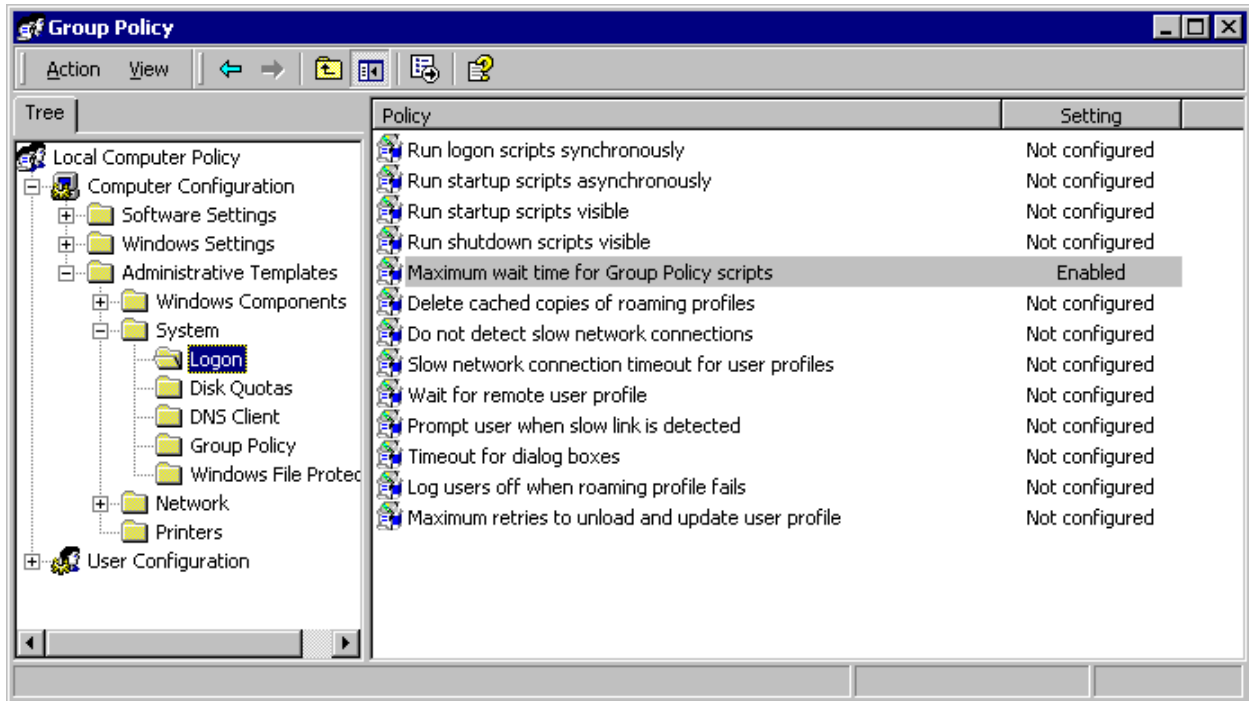 Group Policy
Action View
Tree
Local Computer Policy
Computer Configuration
Software Settings
Windows Settings
Administrative Templates
Windows Components
System
Logon
Disk Quotas
DNS Client
Group Policy
Windows File Protec
Network
Printers
User Configuration
Policy Setting
Run logon scripts synchronously Not configured
Run startup scripts asynchronously Not configured
Run startup scripts visible Not configured
Run shutdown scripts visible Not configured
Maximum wait time for Group Policy scripts Enabled
Delete cached copies of roaming profiles Not configured
Do not detect slow network connections Not configured
Slow network connection timeout for user profiles Not configured
Wait for remote user profile Not configured
Prompt user when slow link is detected Not configured
Timeout for dialog boxes Not configured
Log users off when roaming profile fails Not configured
Maximum retries to unload and update user profile Not configured